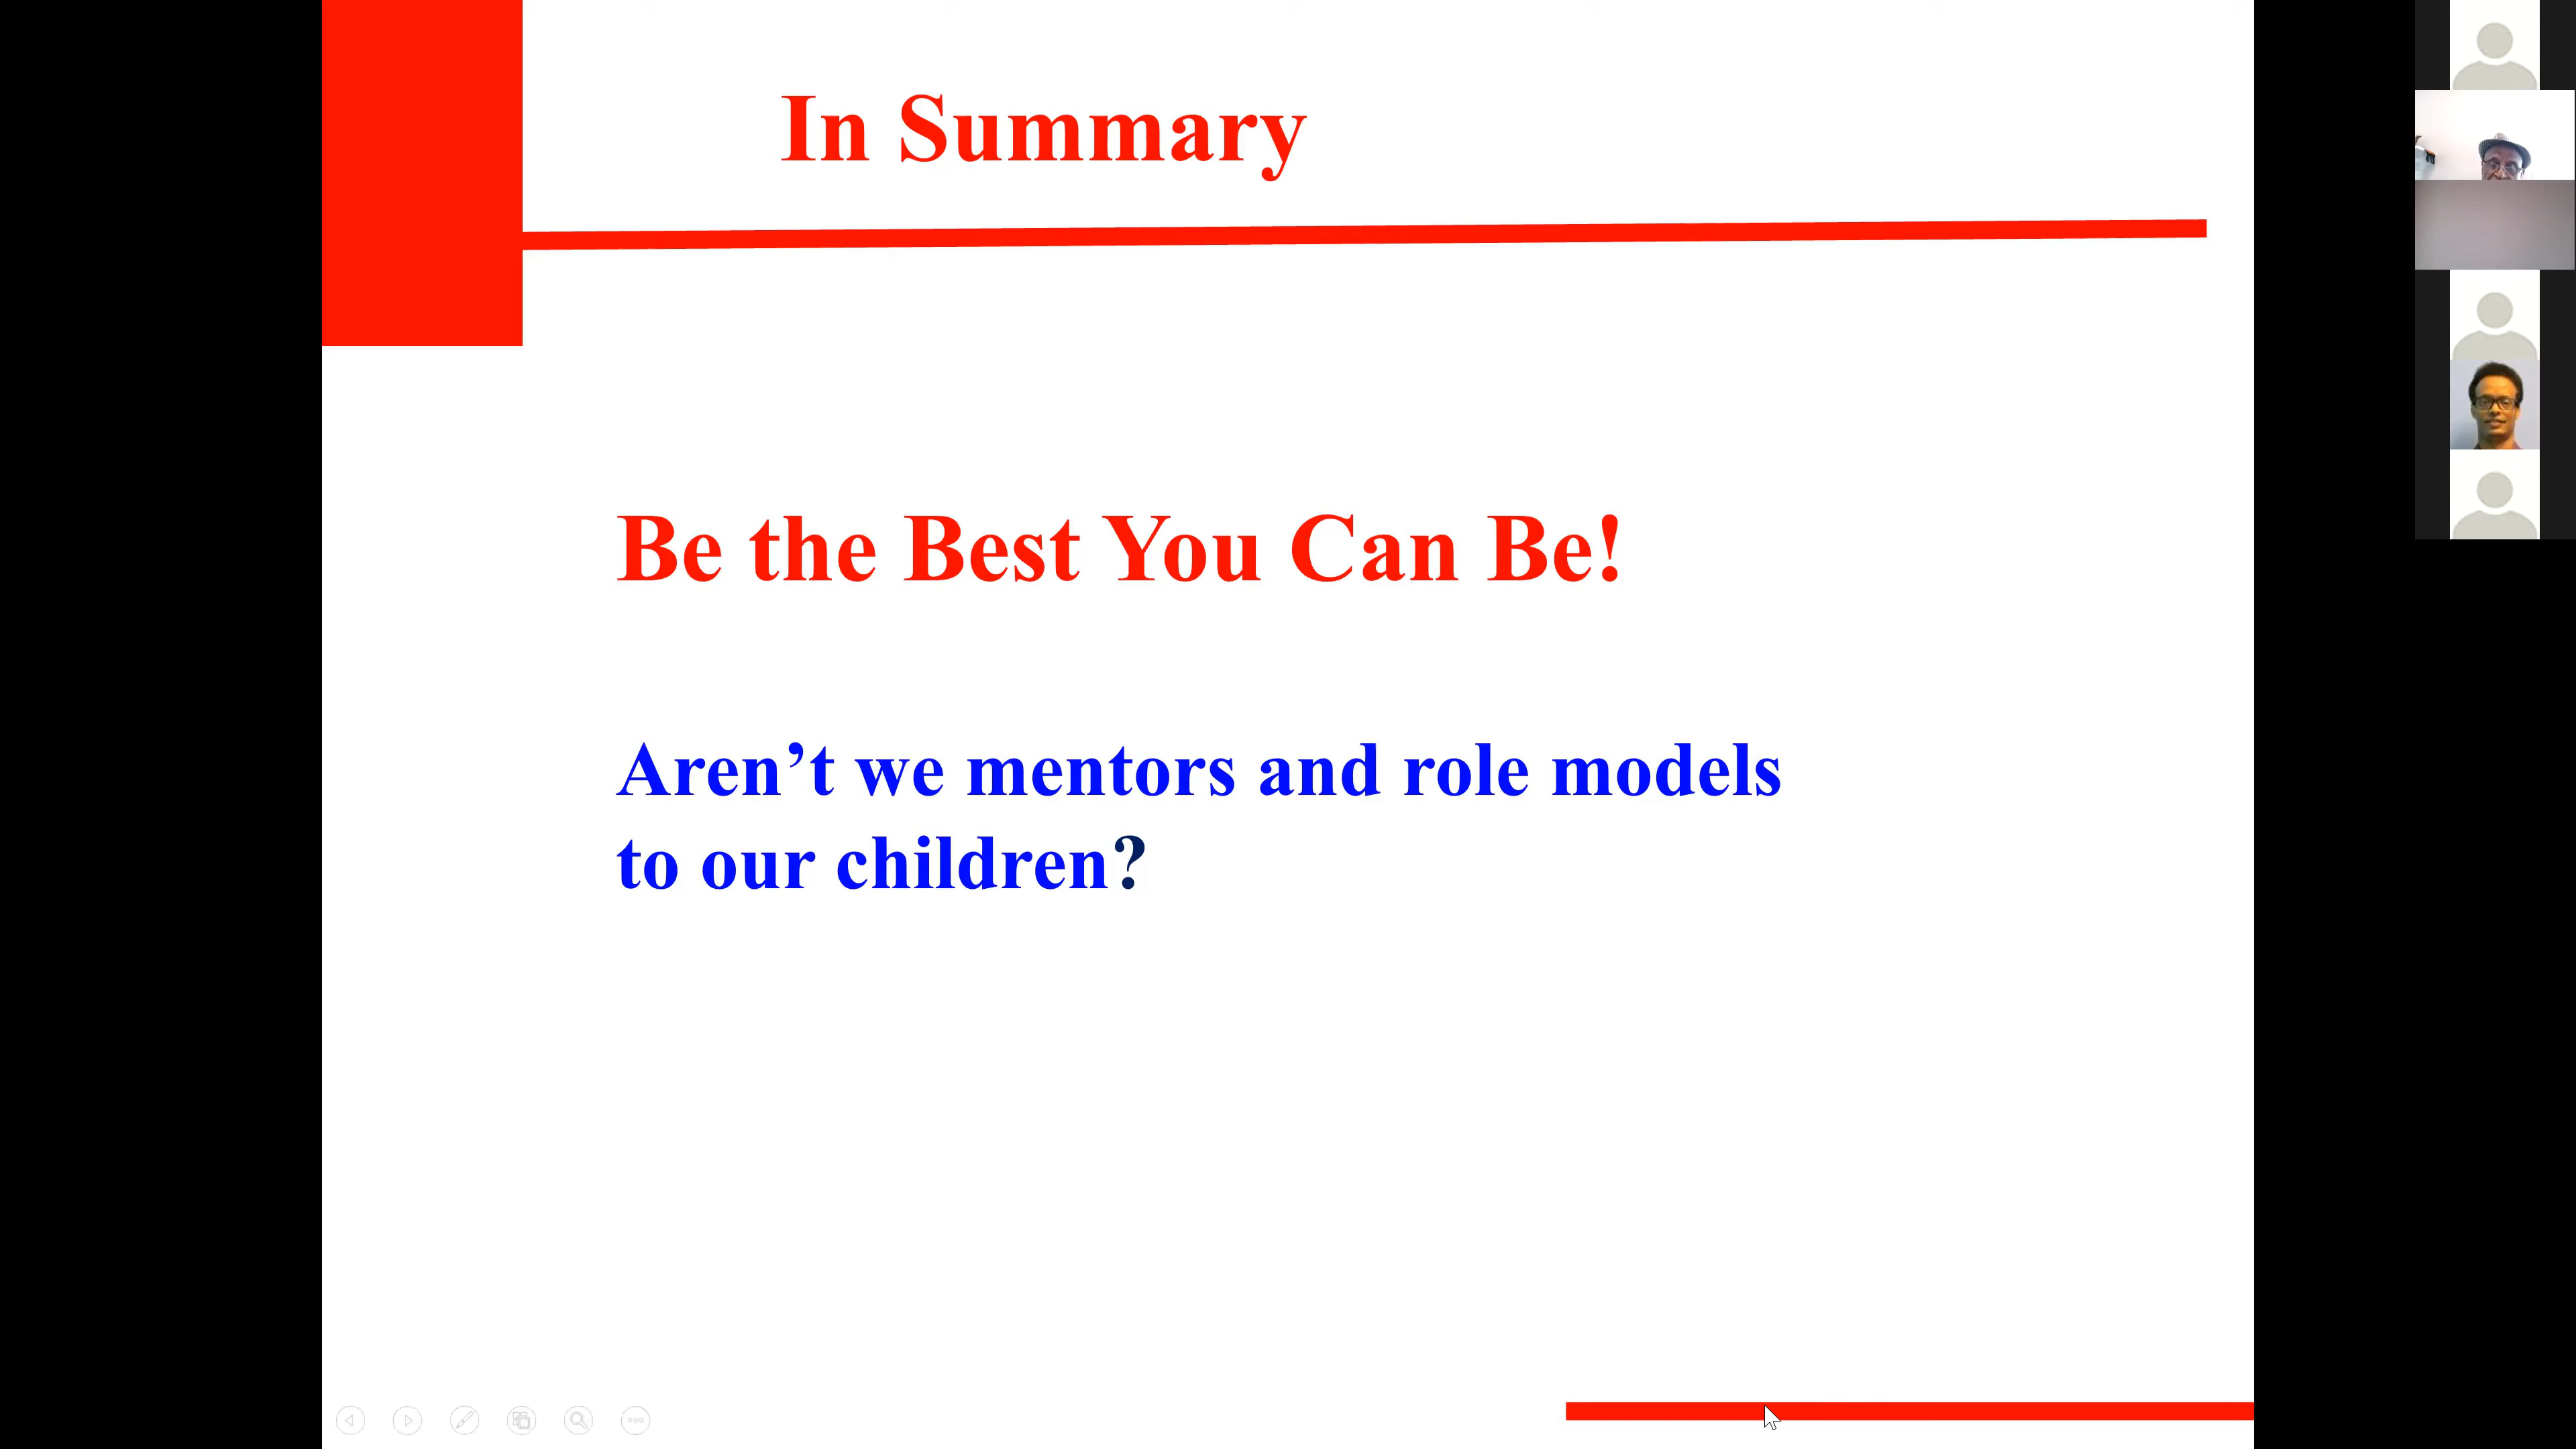 In Summary
Be the Best You Can Be!
Aren’t we mentors and role models
to our children?